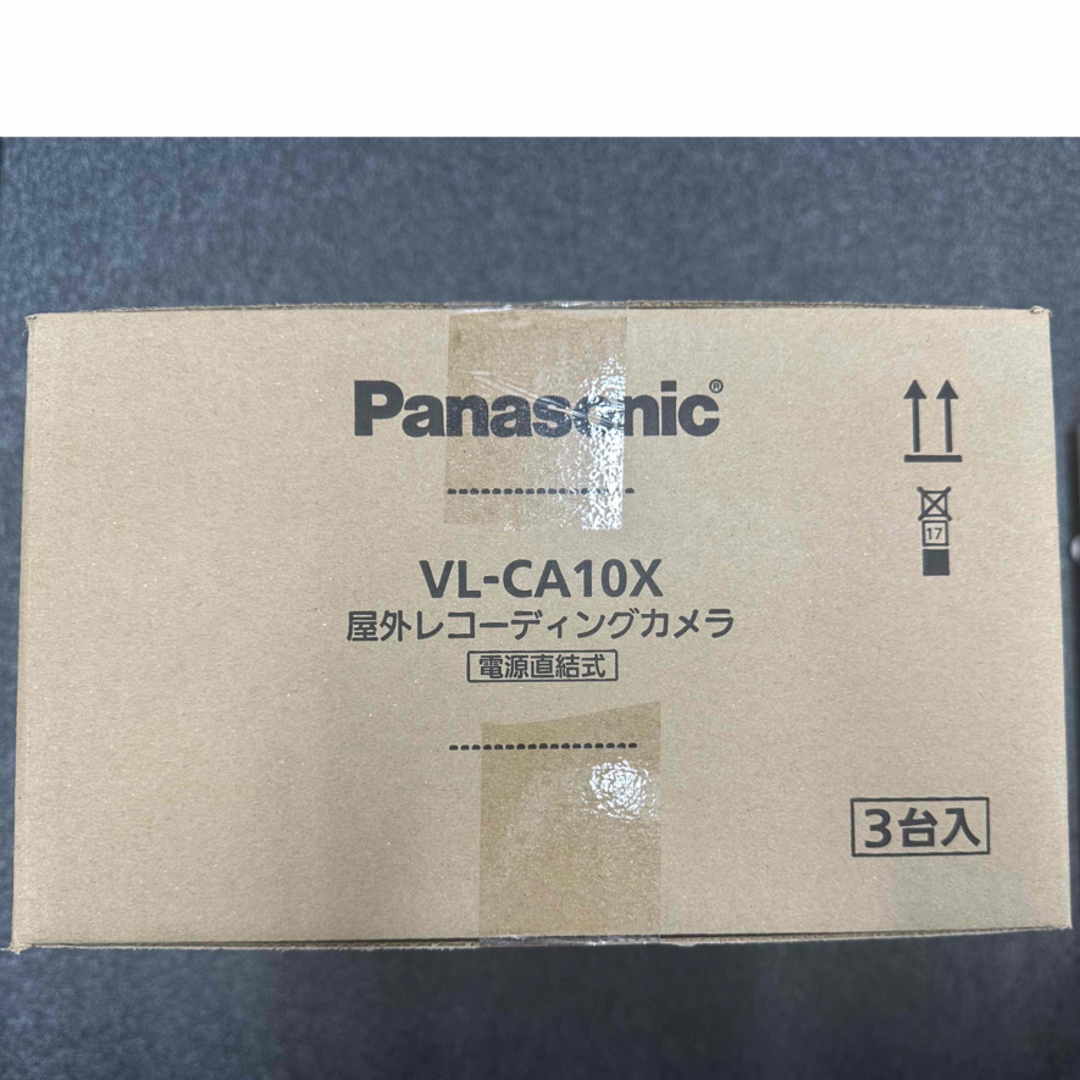 Panasonic®
17
VL-CA10X
屋外レコーディングカメラ
電源直結式
3台入